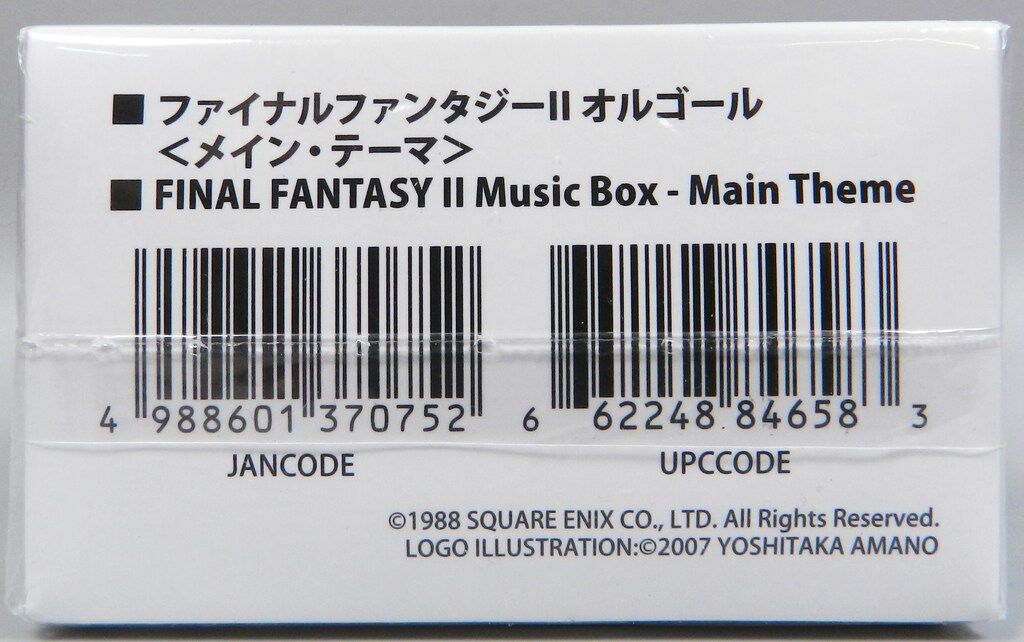 ■ ファイナルファンタジーII オルゴール
＜メイン・テーマ＞
■ FINAL FANTASY II Music Box - Main Theme
4 988601 370752
JANCODE
6 62248 84658 3
UPCCODE
©1988 SQUARE ENIX CO., LTD. All Rights Reserved.
LOGO ILLUSTRATION:©2007 YOSHITAKA AMANO